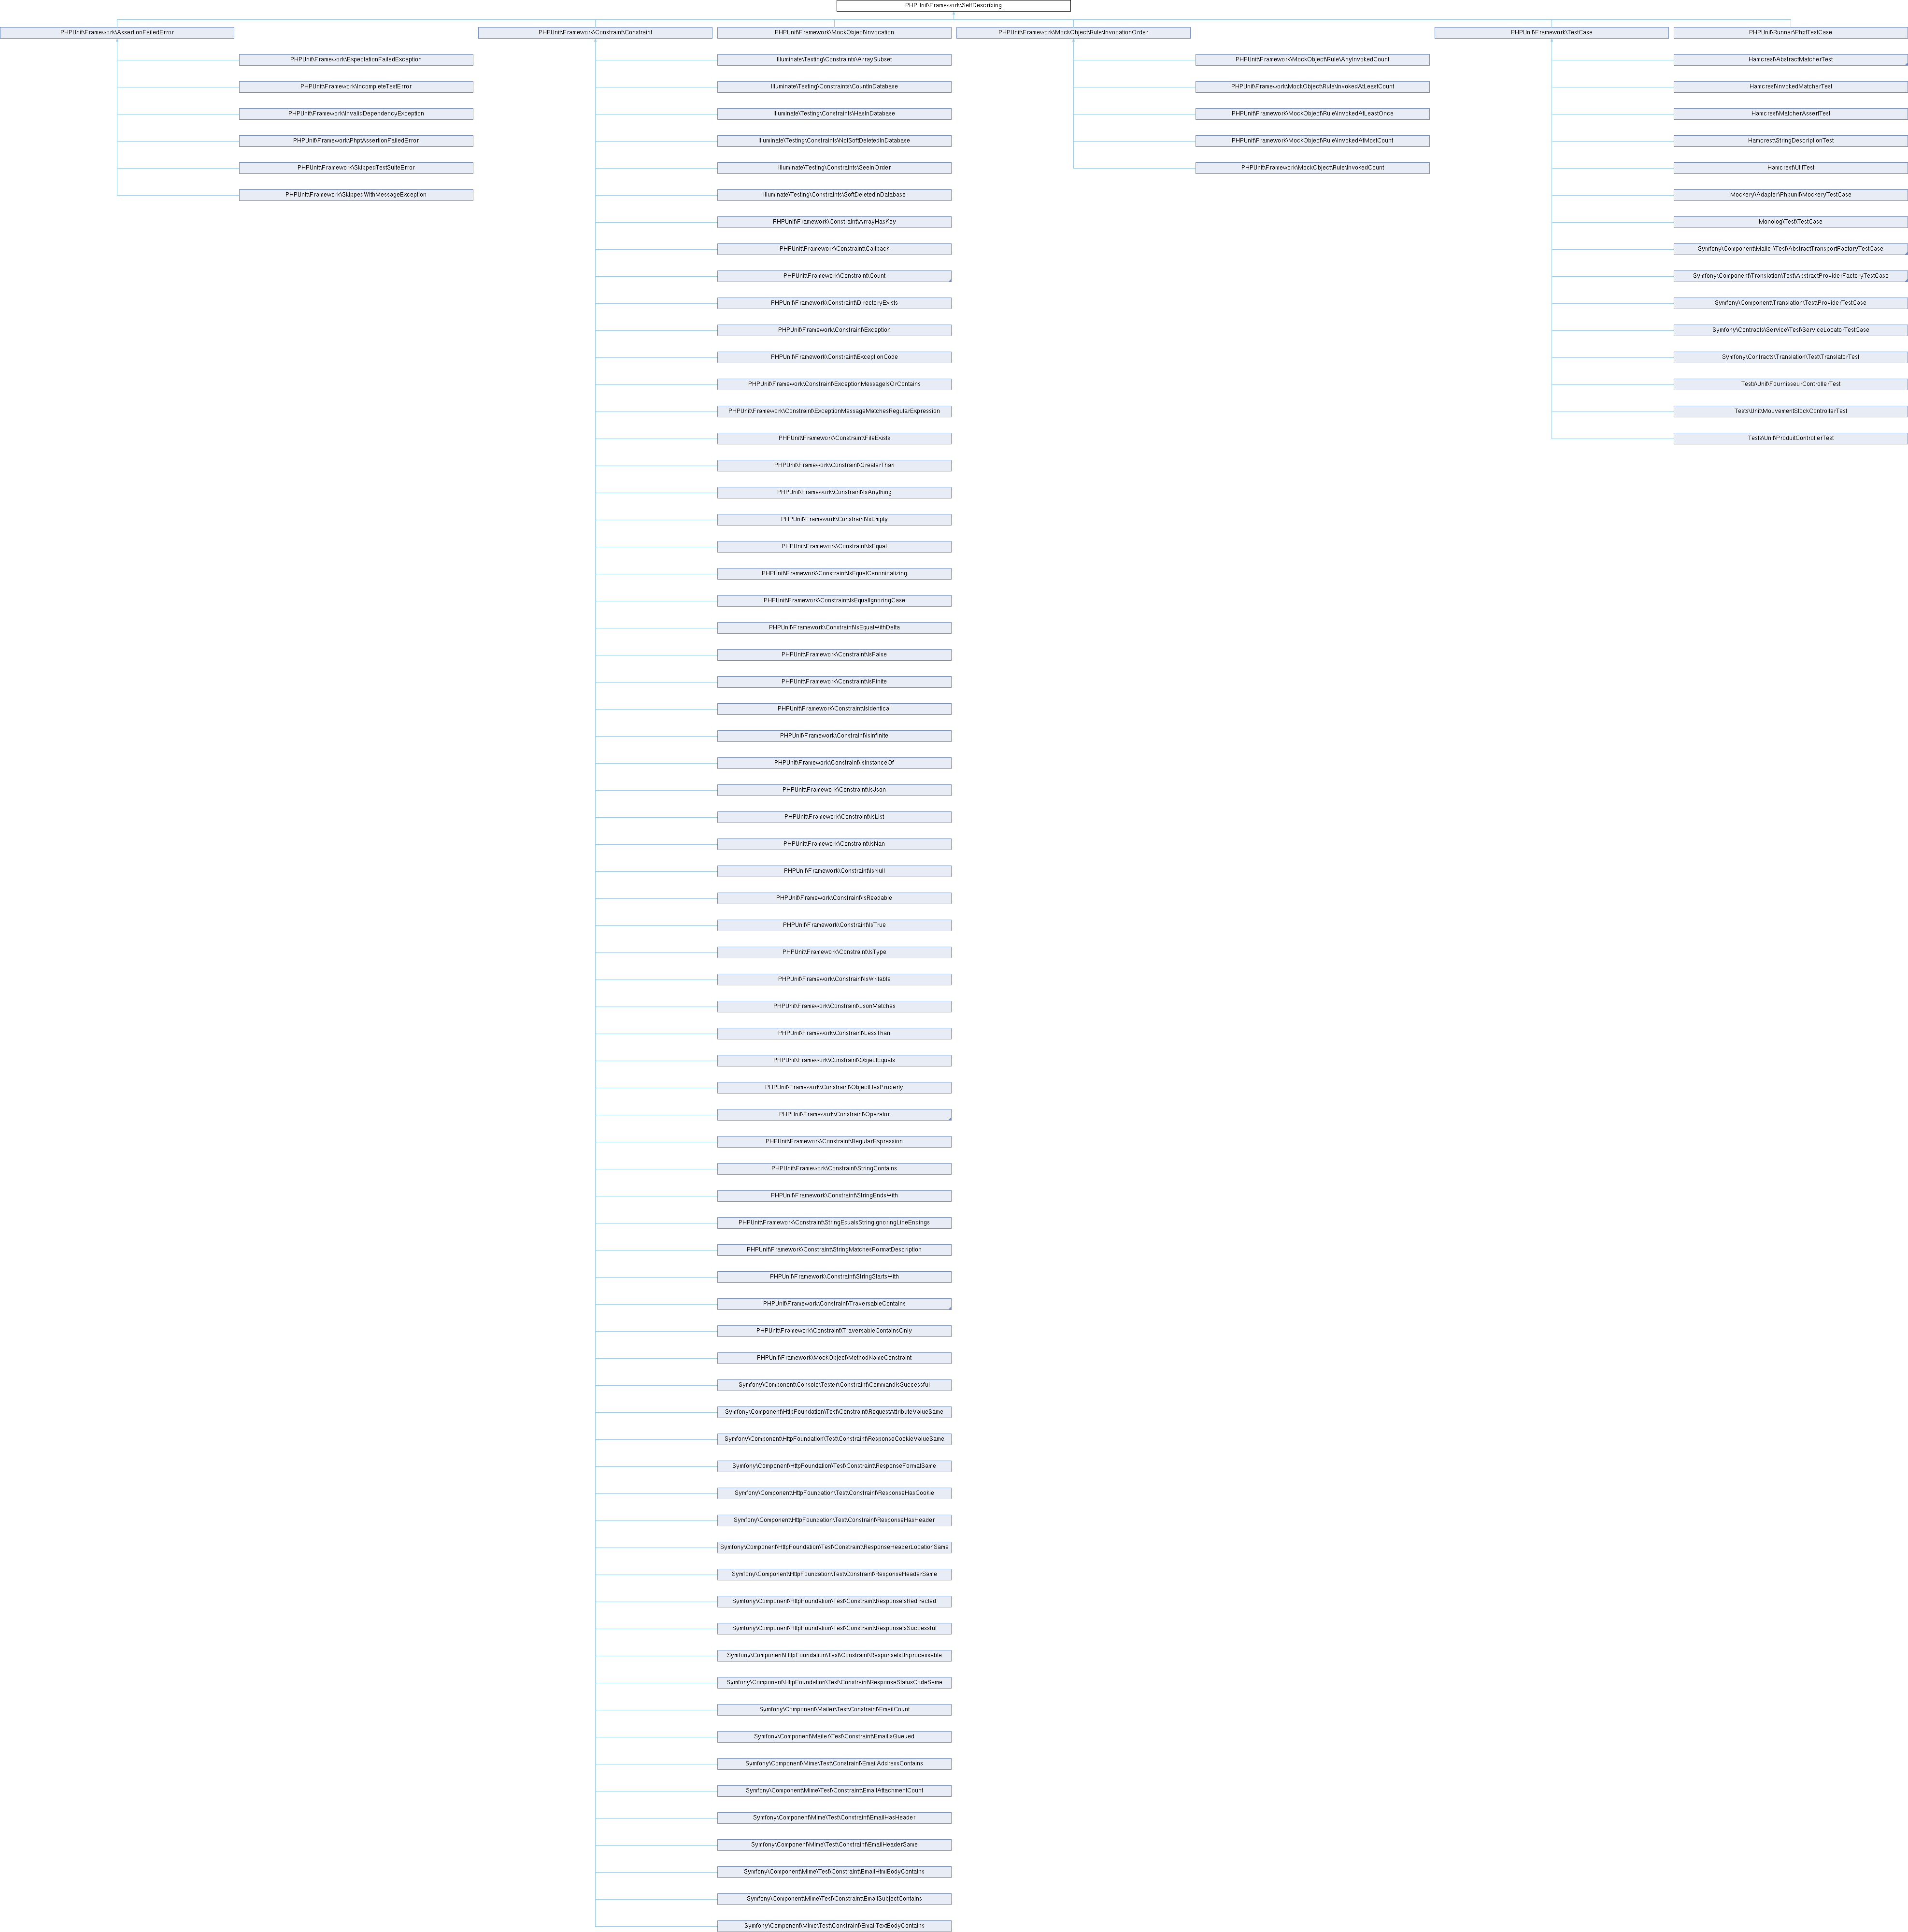 PHPUnit\Framework\SelfDescribing
PHPUnit\Framework\AssertionFailedError
PHPUnit\Framework\Constraint\Constraint
PHPUnit\Framework\MockObject\Invocation
PHPUnit\Framework\MockObject\Rule\InvocationOrder
PHPUnit\Framework\TestCase
PHPUnit\Runner\PhptTestCase
PHPUnit\Framework\ExpectationFailedException
PHPUnit\Framework\IncompleteTestError
PHPUnit\Framework\InvalidDependencyException
PHPUnit\Framework\PhptAssertionFailedError
PHPUnit\Framework\SkippedTestSuiteError
PHPUnit\Framework\SkippedWithMessageException
Illuminate\Testing\Constraints\ArraySubset
Illuminate\Testing\Constraints\CountInDatabase
Illuminate\Testing\Constraints\HasInDatabase
Illuminate\Testing\Constraints\NotSoftDeletedInDatabase
Illuminate\Testing\Constraints\SeeInOrder
Illuminate\Testing\Constraints\SoftDeletedInDatabase
PHPUnit\Framework\Constraint\ArrayHasKey
PHPUnit\Framework\Constraint\Callback
PHPUnit\Framework\Constraint\Count
PHPUnit\Framework\Constraint\DirectoryExists
PHPUnit\Framework\Constraint\Exception
PHPUnit\Framework\Constraint\ExceptionCode
PHPUnit\Framework\Constraint\ExceptionMessageIsOrContains
PHPUnit\Framework\Constraint\ExceptionMessageMatchesRegularExpression
PHPUnit\Framework\Constraint\FileExists
PHPUnit\Framework\Constraint\GreaterThan
PHPUnit\Framework\Constraint\IsAnything
PHPUnit\Framework\Constraint\IsEmpty
PHPUnit\Framework\Constraint\IsEqual
PHPUnit\Framework\Constraint\IsEqualCanonicalizing
PHPUnit\Framework\Constraint\IsEqualIgnoringCase
PHPUnit\Framework\Constraint\IsEqualWithDelta
PHPUnit\Framework\Constraint\IsFalse
PHPUnit\Framework\Constraint\IsFinite
PHPUnit\Framework\Constraint\IsIdentical
PHPUnit\Framework\Constraint\IsInfinite
PHPUnit\Framework\Constraint\IsInstanceOf
PHPUnit\Framework\Constraint\IsJson
PHPUnit\Framework\Constraint\IsList
PHPUnit\Framework\Constraint\IsNan
PHPUnit\Framework\Constraint\IsNull
PHPUnit\Framework\Constraint\IsReadable
PHPUnit\Framework\Constraint\IsTrue
PHPUnit\Framework\Constraint\IsType
PHPUnit\Framework\Constraint\IsWritable
PHPUnit\Framework\Constraint\JsonMatches
PHPUnit\Framework\Constraint\LessThan
PHPUnit\Framework\Constraint\ObjectEquals
PHPUnit\Framework\Constraint\ObjectHasProperty
PHPUnit\Framework\Constraint\Operator
PHPUnit\Framework\Constraint\RegularExpression
PHPUnit\Framework\Constraint\StringContains
PHPUnit\Framework\Constraint\StringEndsWith
PHPUnit\Framework\Constraint\StringEqualsStringIgnoringLineEndings
PHPUnit\Framework\Constraint\StringMatchesFormatDescription
PHPUnit\Framework\Constraint\StringStartsWith
PHPUnit\Framework\Constraint\TraversableContains
PHPUnit\Framework\Constraint\TraversableContainsOnly
PHPUnit\Framework\MockObject\MethodNameConstraint
Symfony\Component\Console\Tester\Constraint\CommandIsSuccessful
Symfony\Component\HttpFoundation\Test\Constraint\RequestAttributeValueSame
Symfony\Component\HttpFoundation\Test\Constraint\ResponseCookieValueSame
Symfony\Component\HttpFoundation\Test\Constraint\ResponseFormatSame
Symfony\Component\HttpFoundation\Test\Constraint\ResponseHasCookie
Symfony\Component\HttpFoundation\Test\Constraint\ResponseHasHeader
Symfony\Component\HttpFoundation\Test\Constraint\ResponseHeaderLocationSame
Symfony\Component\HttpFoundation\Test\Constraint\ResponseHeaderSame
Symfony\Component\HttpFoundation\Test\Constraint\ResponseIsRedirected
Symfony\Component\HttpFoundation\Test\Constraint\ResponseIsSuccessful
Symfony\Component\HttpFoundation\Test\Constraint\ResponseIsUnprocessable
Symfony\Component\HttpFoundation\Test\Constraint\ResponseStatusCodeSame
Symfony\Component\Mailer\Test\Constraint\EmailCount
Symfony\Component\Mailer\Test\Constraint\EmailIsQueued
Symfony\Component\Mime\Test\Constraint\EmailAddressContains
Symfony\Component\Mime\Test\Constraint\EmailAttachmentCount
Symfony\Component\Mime\Test\Constraint\EmailHasHeader
Symfony\Component\Mime\Test\Constraint\EmailHeaderSame
Symfony\Component\Mime\Test\Constraint\EmailHtmlBodyContains
Symfony\Component\Mime\Test\Constraint\EmailSubjectContains
Symfony\Component\Mime\Test\Constraint\EmailTextBodyContains
PHPUnit\Framework\MockObject\Rule\AnyInvokedCount
PHPUnit\Framework\MockObject\Rule\InvokedAtLeastCount
PHPUnit\Framework\MockObject\Rule\InvokedAtLeastOnce
PHPUnit\Framework\MockObject\Rule\InvokedAtMostCount
PHPUnit\Framework\MockObject\Rule\InvokedCount
Hamcrest\AbstractMatcherTest
Hamcrest\InvokedMatcherTest
Hamcrest\MatcherAssertTest
Hamcrest\StringDescriptionTest
Hamcrest\UtilTest
Mockery\Adapter\Phpunit\MockeryTestCase
Monolog\Test\TestCase
Symfony\Component\Mailer\Test\AbstractTransportFactoryTestCase
Symfony\Component\Translation\Test\AbstractProviderFactoryTestCase
Symfony\Component\Translation\Test\ProviderTestCase
Symfony\Contracts\Service\Test\ServiceLocatorTestCase
Symfony\Contracts\Translation\Test\TranslatorTest
Tests\Unit\FournisseurControllerTest
Tests\Unit\MouvementStockControllerTest
Tests\Unit\ProduitControllerTest